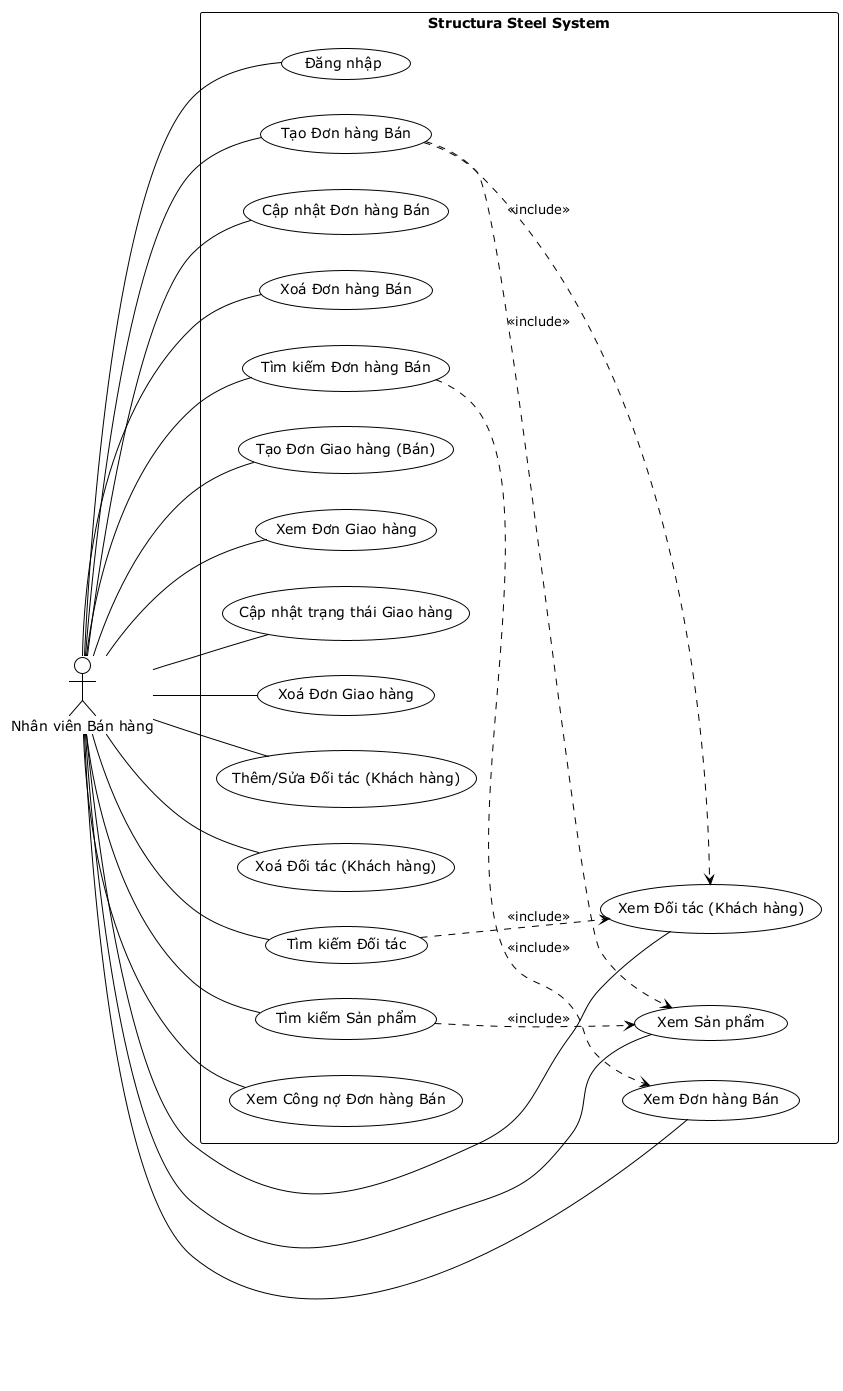 Structura Steel System
Đăng nhập
Tạo Đơn hàng Bán
Cập nhật Đơn hàng Bán
«include»
Xoá Đơn hàng Bán
«include»
Tìm kiếm Đơn hàng Bán
Tạo Đơn Giao hàng (Bán)
Xem Đơn Giao hàng
Cập nhật trạng thái Giao hàng
Xoá Đơn Giao hàng
Nhân viên Bán hàng
Thêm/Sửa Đối tác (Khách hàng)
Xoá Đối tác (Khách hàng)
Xem Đối tác (Khách hàng)
«include»
Tìm kiếm Đối tác
«include»
Tìm kiếm Sản phẩm
«include»
Xem Sản phẩm
Xem Công nợ Đơn hàng Bán
Xem Đơn hàng Bán